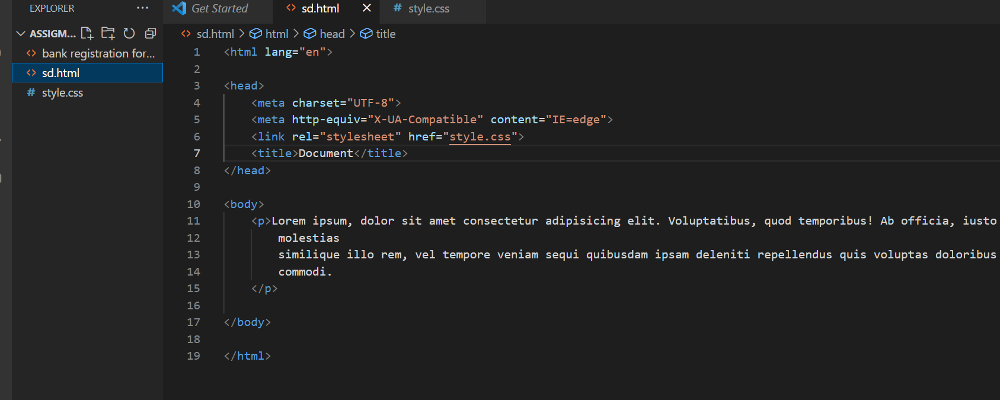 EXPLORER ···
ASSIGM...
bank registration for...
sd.html
style.css
Get Started
sd.html
style.css
sd.html > html > head > title
1 <html lang="en">
2
3 <head>
4 <meta charset="UTF-8">
5 <meta http-equiv="X-UA-Compatible" content="IE=edge">
6 <link rel="stylesheet" href="style.css">
7 <title>Document</title>
8 </head>
9
10 <body>
11 <p>Lorem ipsum, dolor sit amet consectetur adipisicing elit. Voluptatibus, quod temporibus! Ab officia, iusto
12 molestias
13 similique illo rem, vel tempore veniam sequi quibusdam ipsam deleniti repellendus quis voluptas doloribus
14 commodi.
15 </p>
16
17 </body>
18
19 </html>